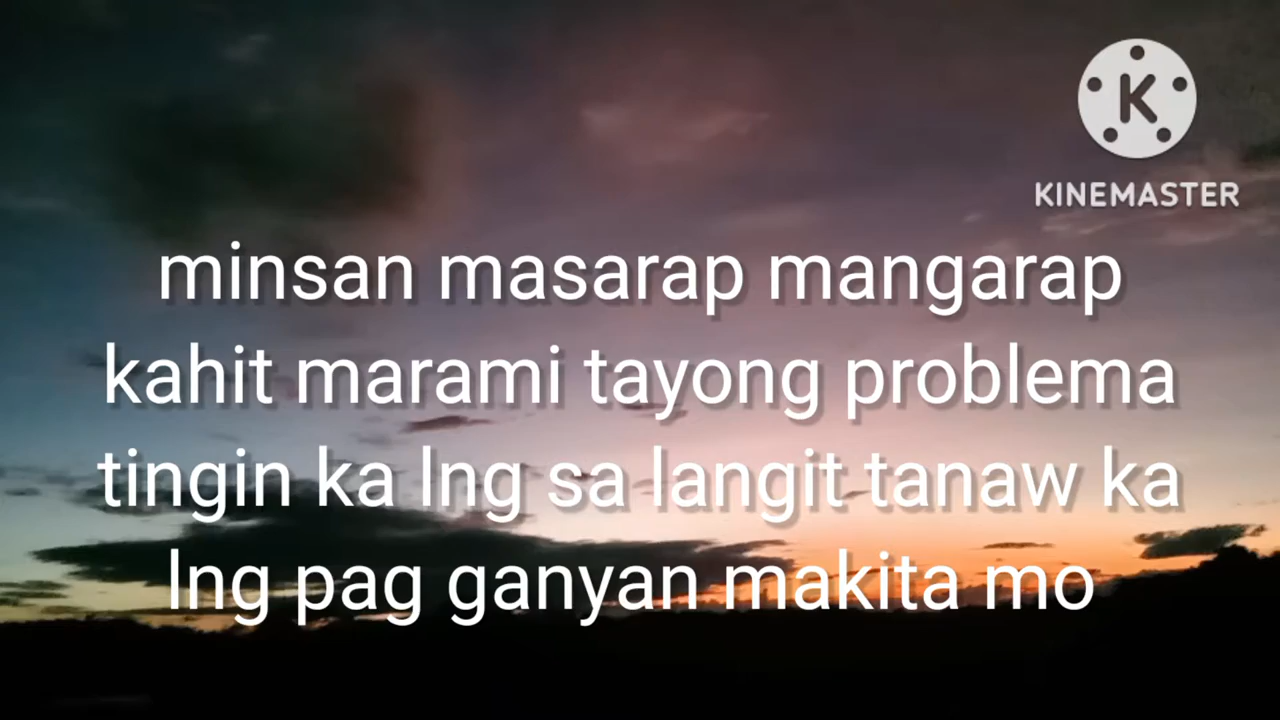 K
KINEMASTER
minsan masarap mangarap
kahit marami tayong problema
tingin ka lng sa langit tanaw ka
lng pag ganyan makita mo